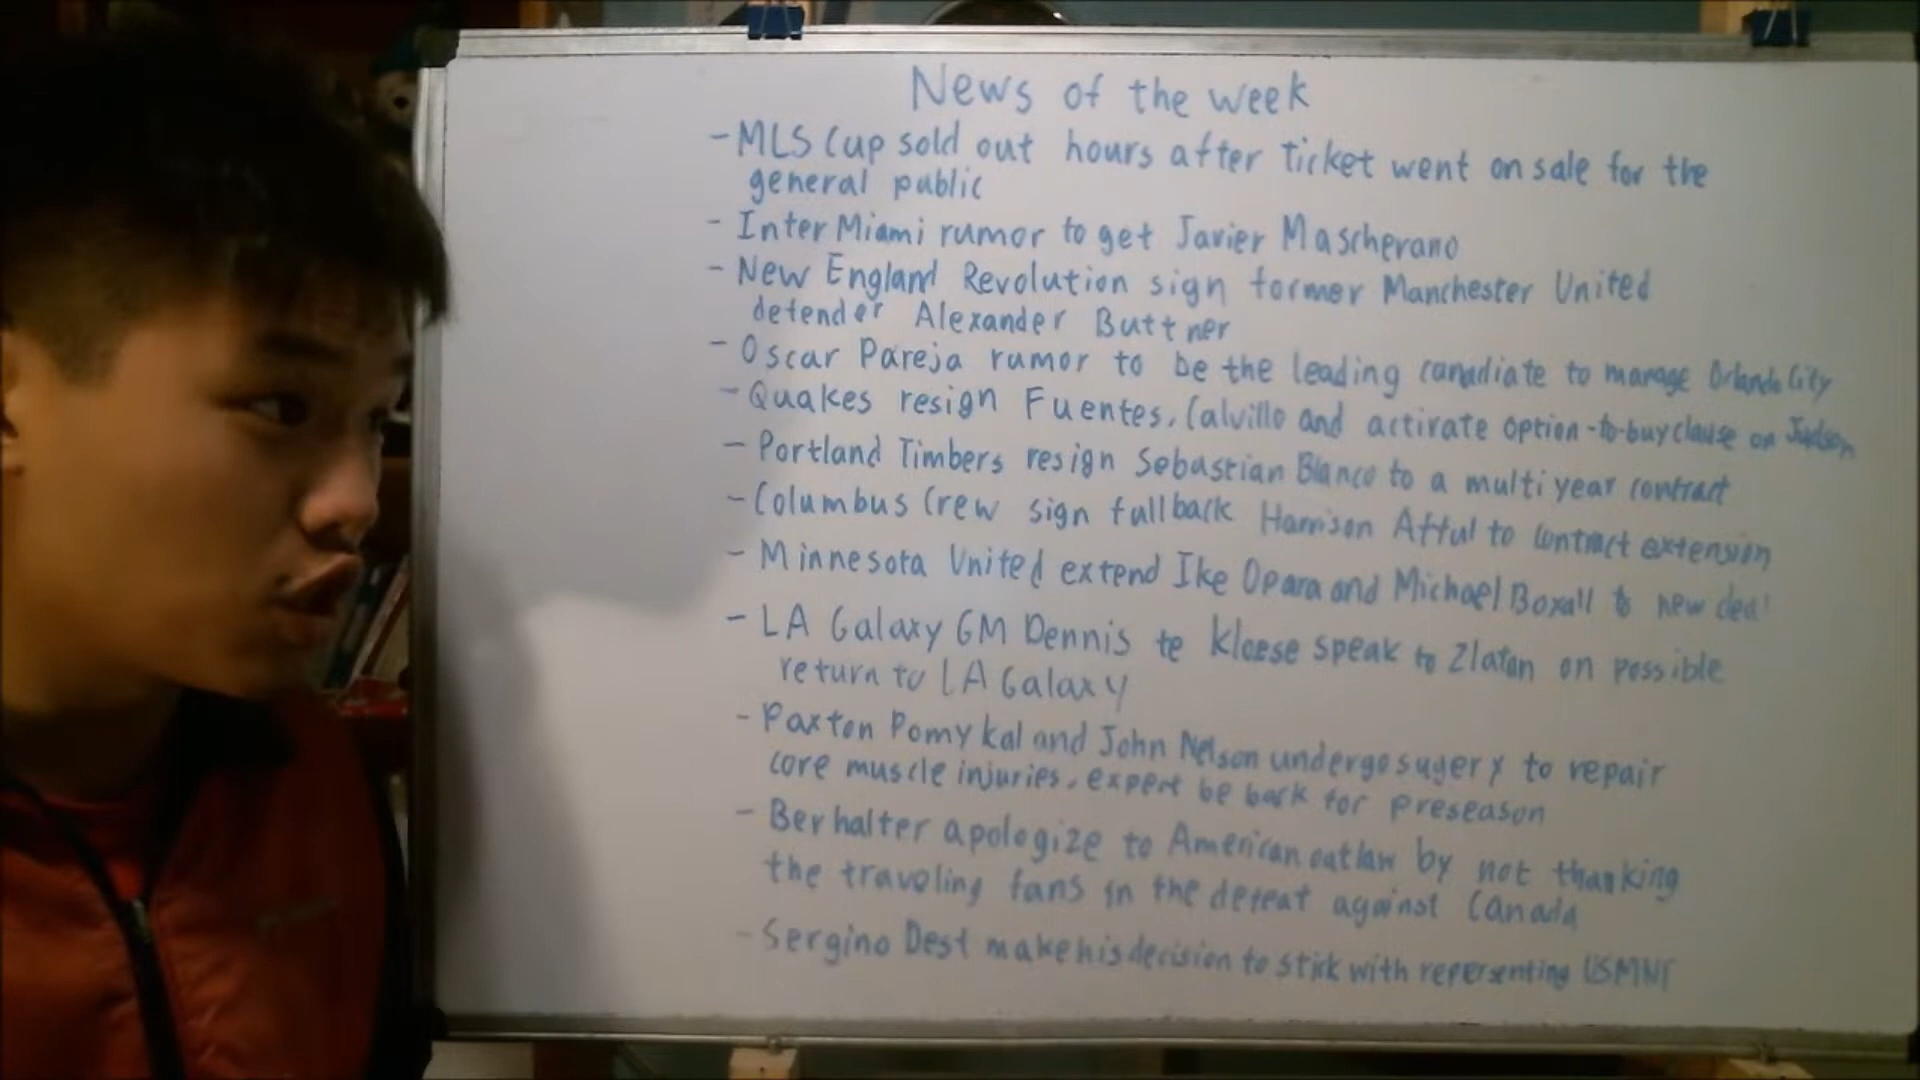 News of the week
- MLS Cup sold out hours after ticket went on sale for the
general public
- Inter Miami rumor to get Javier Mascherano
- New England Revolution sign former Manchester United
defender Alexander Buttner
- Oscar Pareja rumor to be the leading canadiate to manage Orlando City
- Quakes resign Fuentes, Calvillo and activate option-to-buy clause on Judson
- Portland Timbers resign Sebastian Blanco to a multi year contract
- Columbus Crew sign fullback Harrison Afful to contract extension
- Minnesota United extend Ike Opara and Michael Boxall to new deal
- LA Galaxy GM Dennis te kloese speak to Zlatan on possible
return to LA Galaxy
- Paxton Pomykal and John Nelson undergo sugery to repair
core muscle injuries, expert be back for preseason
- Berhalter apologize to American outlaw by not thanking
the traveling fans in the defeat against Canada
- Sergino Dest make his decision to stick with repersenting USMNT